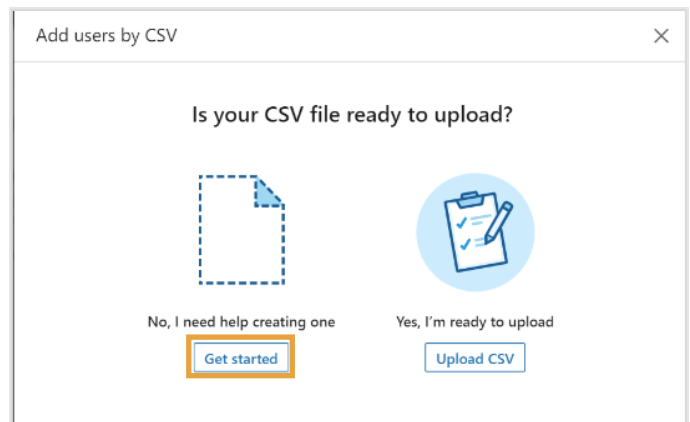 Add users by CSV
Is your CSV file ready to upload?
No, I need help creating one
Get started
Yes, I'm ready to upload
Upload CSV